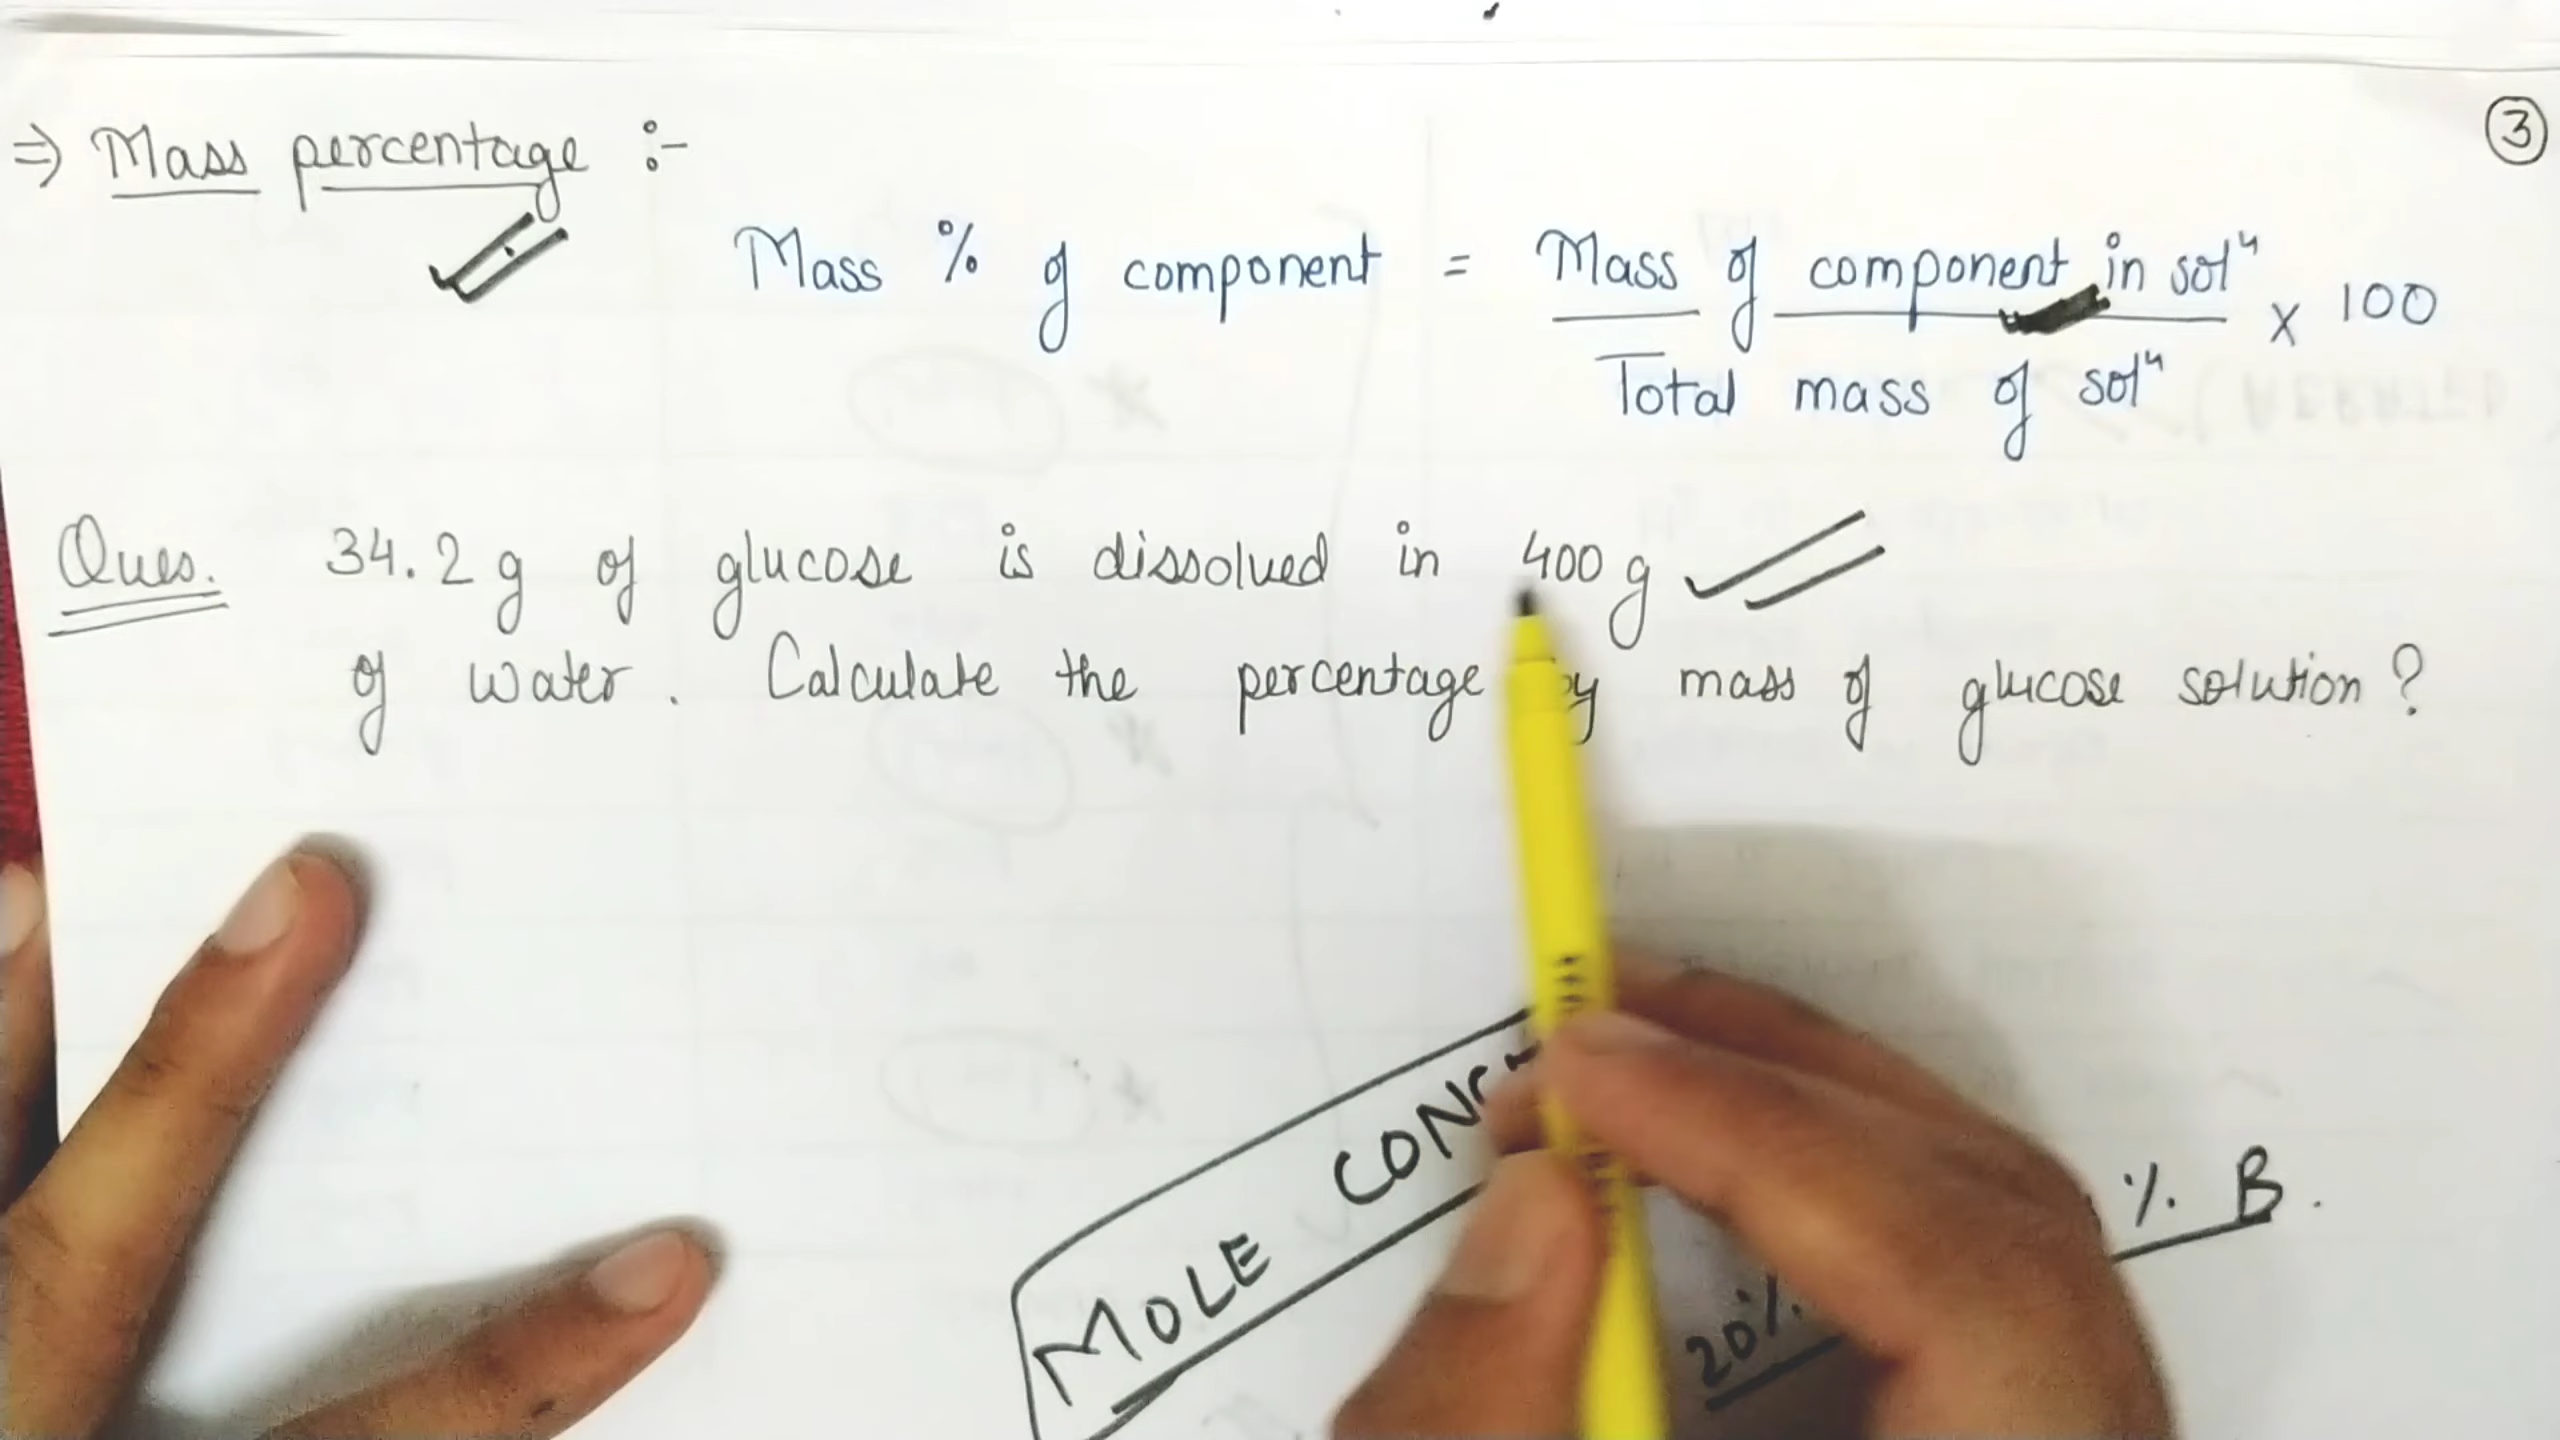 ③
⇒ Mass percentage :-
Mass % of component = Mass of component in solⁿ × 100
Total mass of solⁿ
Ques. 34.2 g of glucose is dissolved in 400 g
of water. Calculate the percentage by mass of glucose solution?
MOLE
% B.
20%